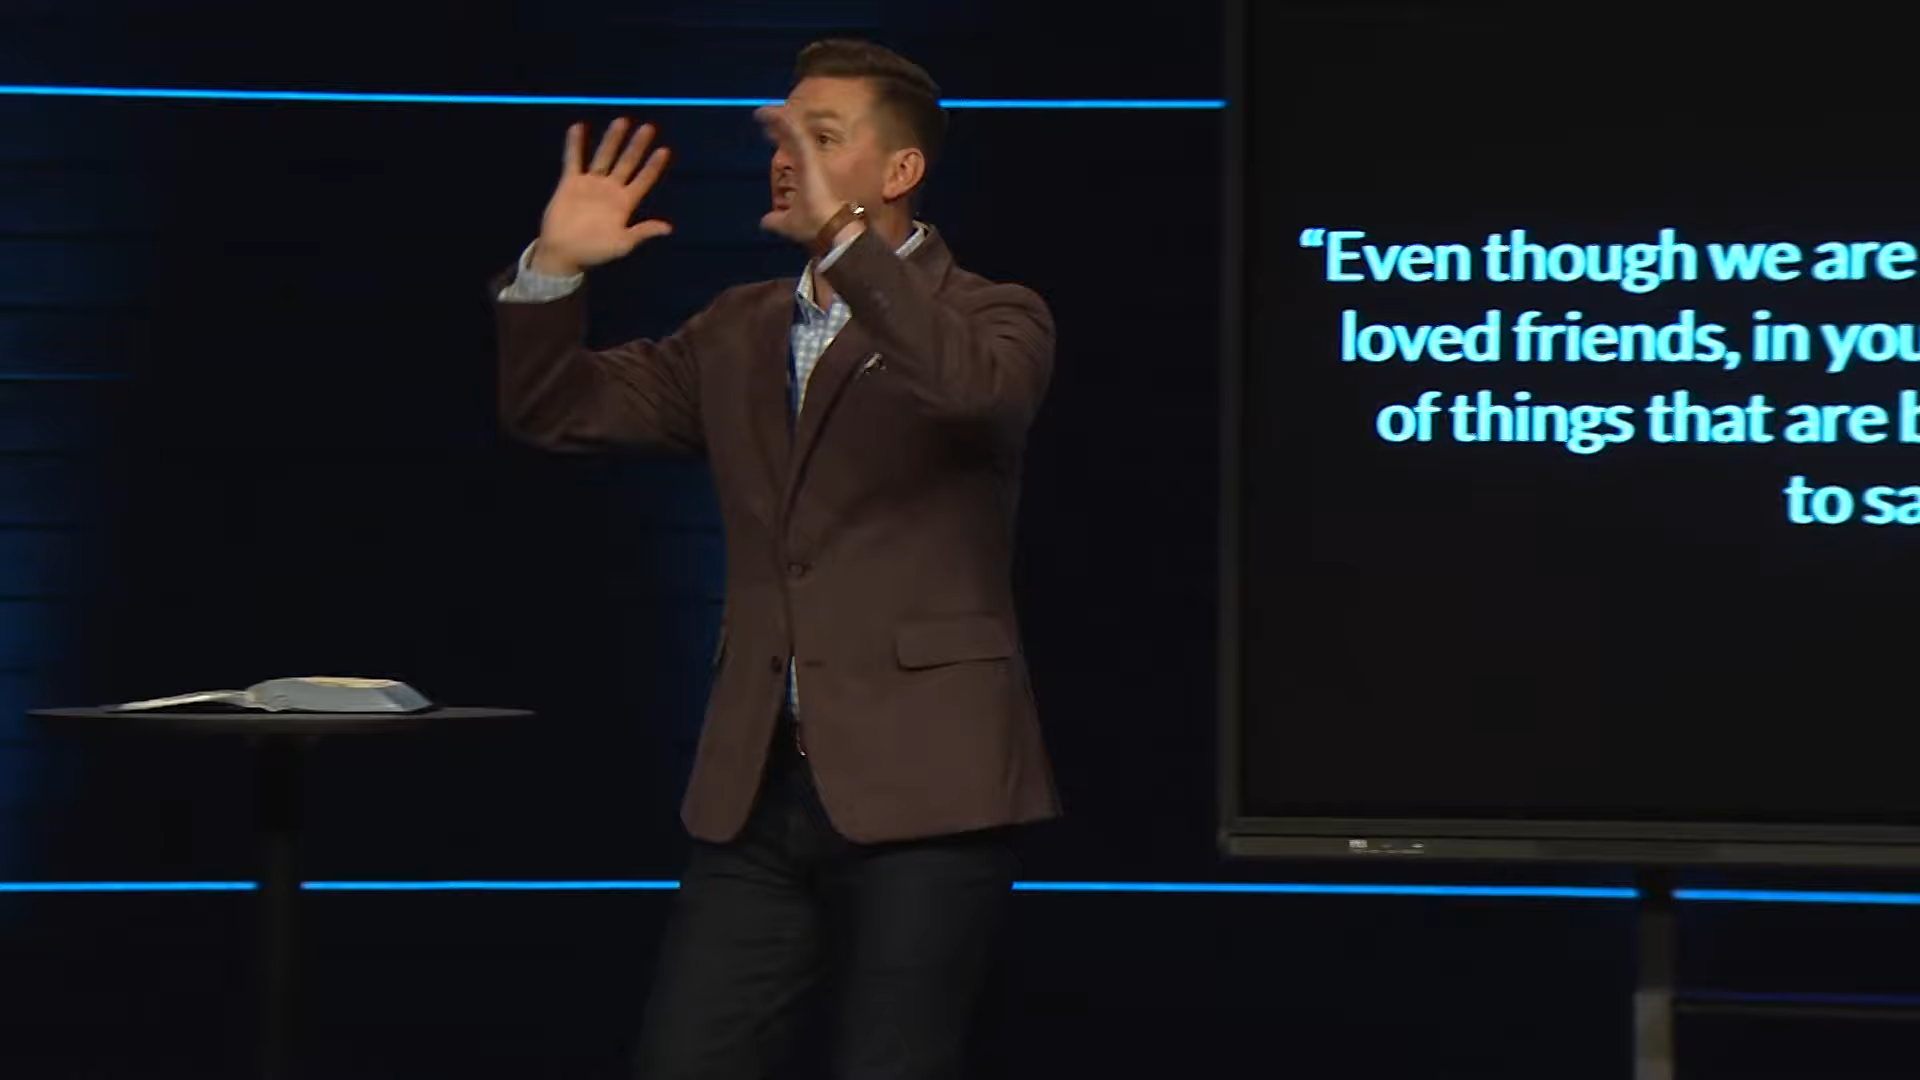 “Even though we are
loved friends, in you
of things that are b
to sa